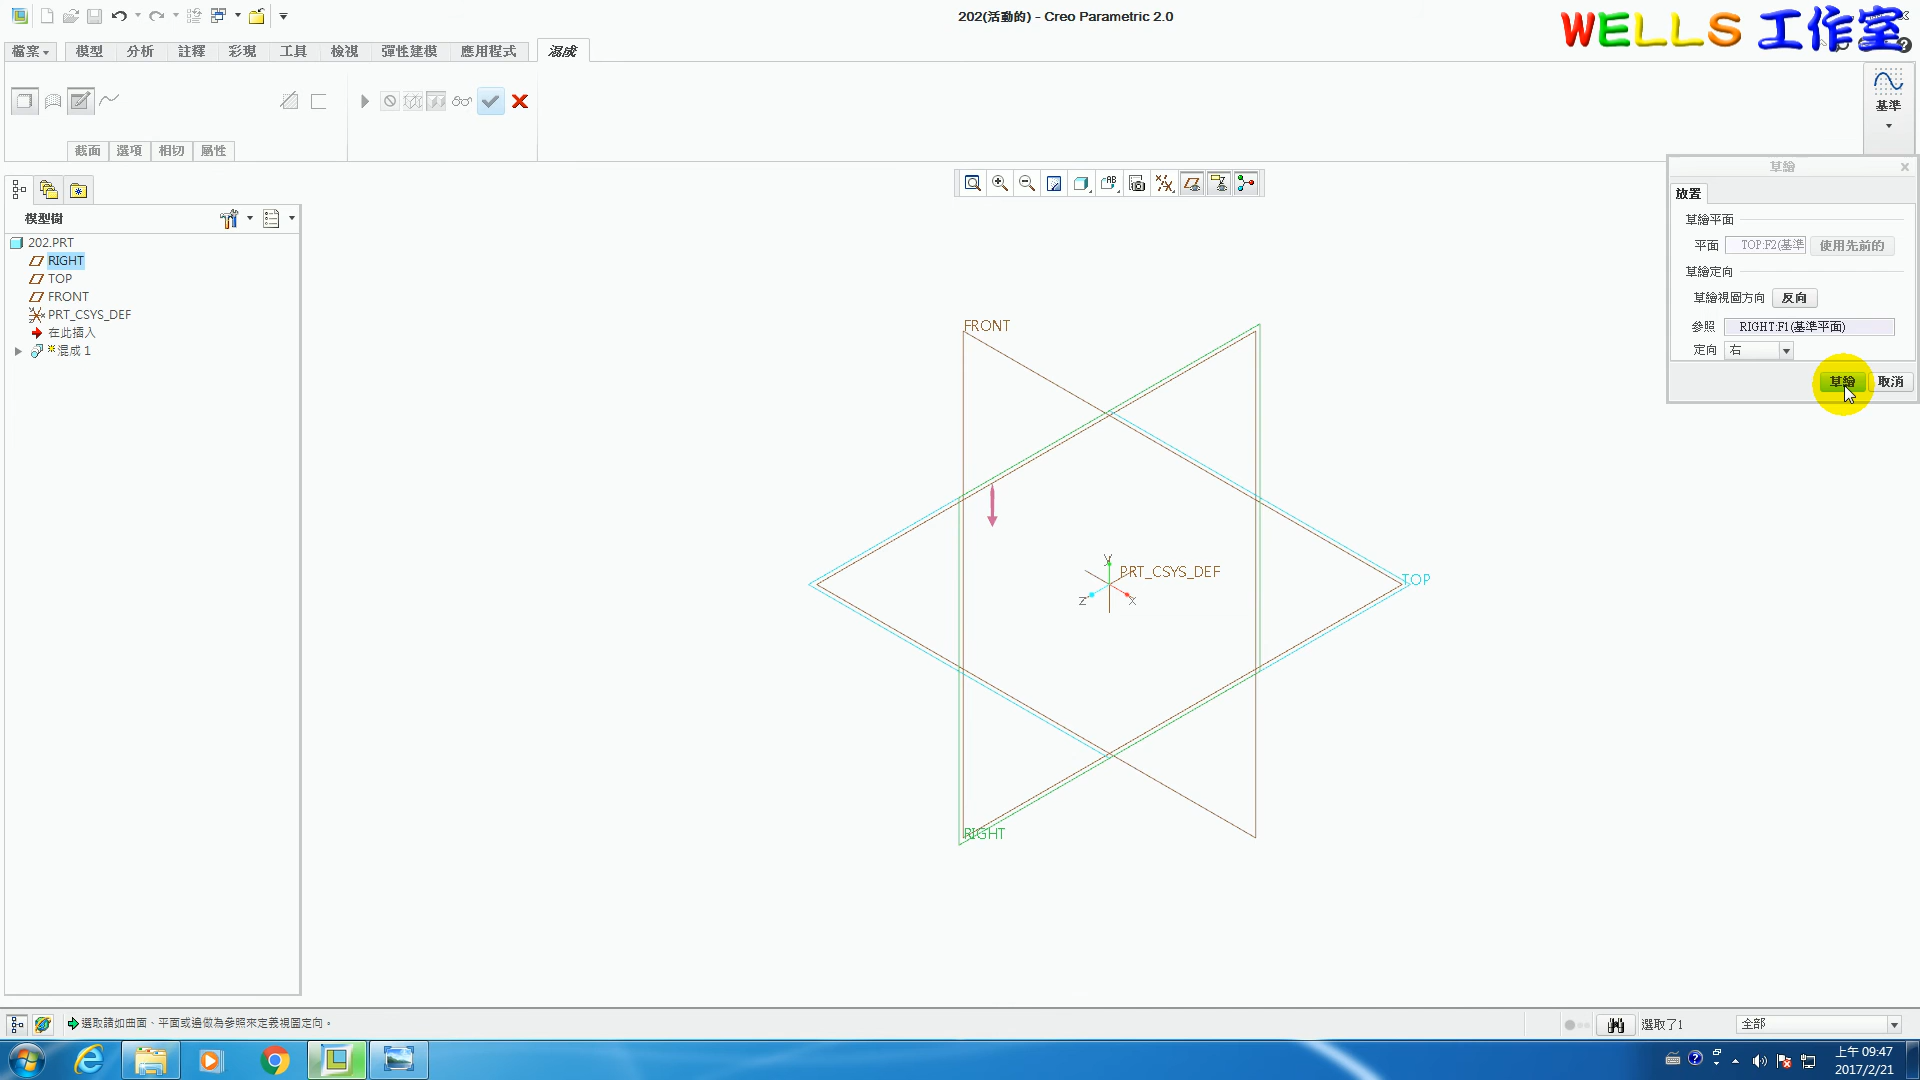 202(活動的) - Creo Parametric 2.0
WELLS 工作室
檔案 模型 分析 註釋 彩現 工具 檢視 彈性建模 應用程式 混成
基準
截面 選項 相切 屬性
草繪
放置
草繪平面
平面 TOP:F2(基準 使用先前的
草繪定向
草繪視圖方向 反向
參照 RIGHT:F1(基準平面)
定向 右
草繪 取消
模型樹
202.PRT
RIGHT
TOP
FRONT
PRT_CSYS_DEF
在此插入
混成 1
FRONT
Y
PRT_CSYS_DEF
TOP
Z X
RIGHT
選取諸如曲面、平面或邊做為參照來定義視圖定向。
選取了1
全部
上午 09:47
2017/2/21